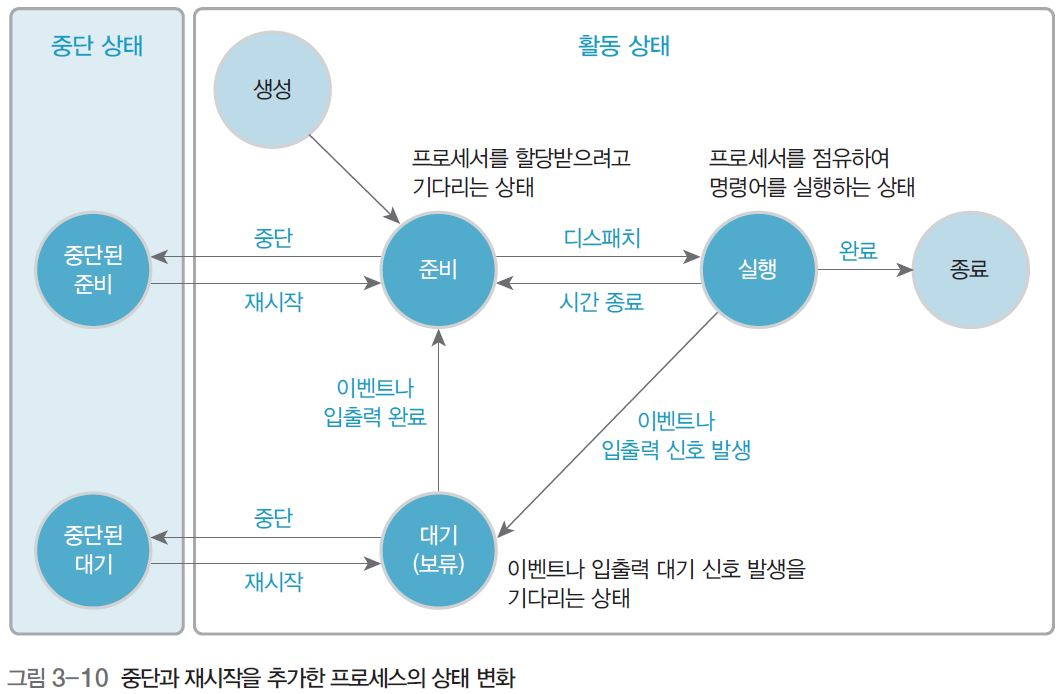 중단 상태
활동 상태
생성
프로세서를 할당받으려고
기다리는 상태
프로세서를 점유하여
명령어를 실행하는 상태
중단된
준비
중단
재시작
준비
디스패치
시간 종료
실행
완료
종료
이벤트나
입출력 완료
이벤트나
입출력 신호 발생
중단된
대기
중단
재시작
대기
(보류)
이벤트나 입출력 대기 신호 발생을
기다리는 상태
그림 3-10 중단과 재시작을 추가한 프로세스의 상태 변화